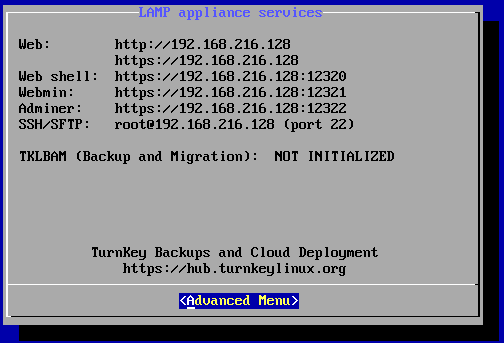 LAMP appliance services
Web: http://192.168.216.128
https://192.168.216.128
Web shell: https://192.168.216.128:12320
Webmin: https://192.168.216.128:12321
Adminer: https://192.168.216.128:12322
SSH/SFTP: root@192.168.216.128 (port 22)
TKLBAM (Backup and Migration): NOT INITIALIZED
TurnKey Backups and Cloud Deployment
https://hub.turnkeylinux.org
<Advanced Menu>